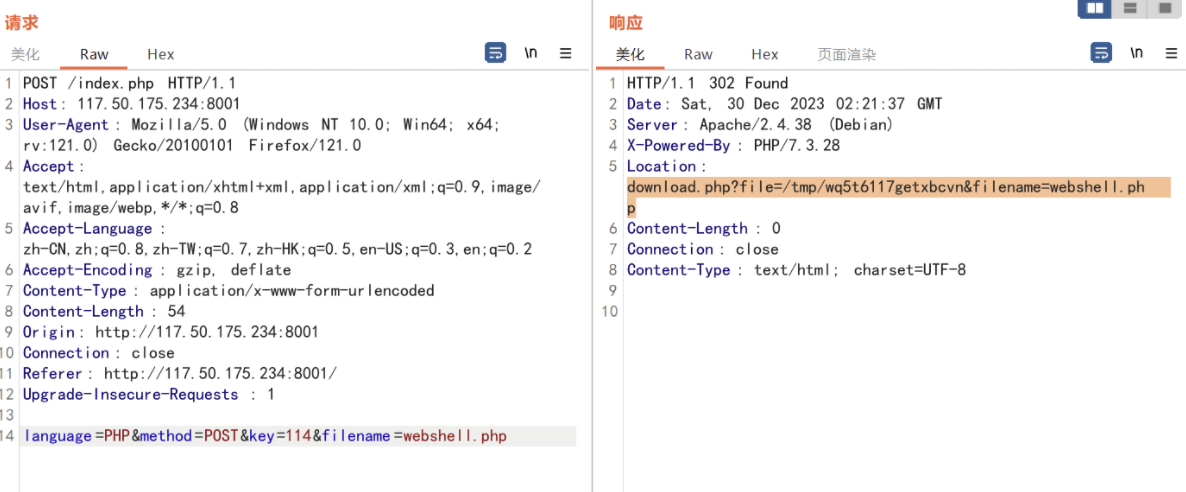 请求
美化 Raw Hex \n
1 POST /index.php HTTP/1.1
2 Host: 117.50.175.234:8001
3 User-Agent: Mozilla/5.0 (Windows NT 10.0; Win64; x64;
rv:121.0) Gecko/20100101 Firefox/121.0
4 Accept:
text/html,application/xhtml+xml,application/xml;q=0.9,image/
avif,image/webp,*/*;q=0.8
5 Accept-Language:
zh-CN,zh;q=0.8,zh-TW;q=0.7,zh-HK;q=0.5,en-US;q=0.3,en;q=0.2
6 Accept-Encoding: gzip, deflate
7 Content-Type: application/x-www-form-urlencoded
8 Content-Length: 54
9 Origin: http://117.50.175.234:8001
10 Connection: close
11 Referer: http://117.50.175.234:8001/
12 Upgrade-Insecure-Requests: 1
13
14 language=PHP&method=POST&key=114&filename=webshell.php
响应
美化 Raw Hex 页面渲染 \n
1 HTTP/1.1 302 Found
2 Date: Sat, 30 Dec 2023 02:21:37 GMT
3 Server: Apache/2.4.38 (Debian)
4 X-Powered-By: PHP/7.3.28
5 Location:
download.php?file=/tmp/wq5t6117getxbcvn&filename=webshell.ph
p
6 Content-Length: 0
7 Connection: close
8 Content-Type: text/html; charset=UTF-8
9
10